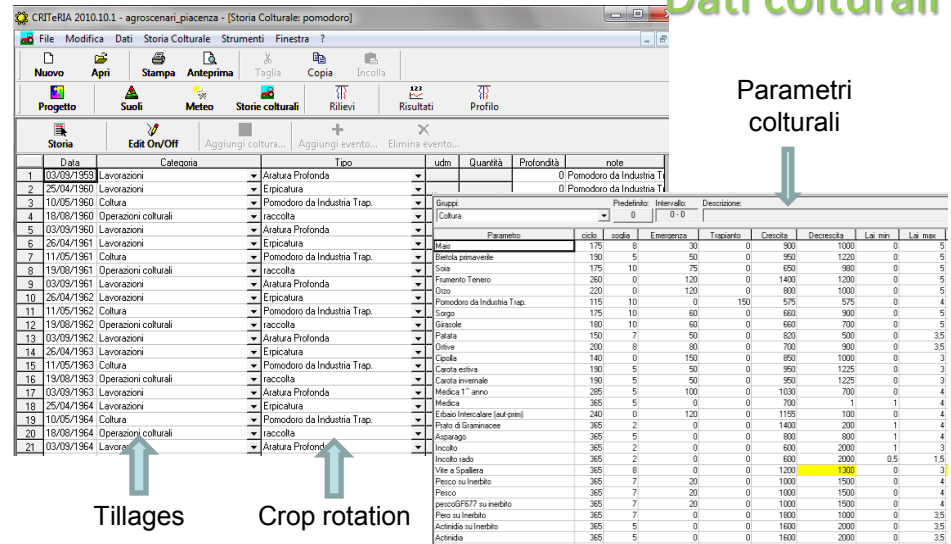 Dati colturali
CRITeRIA 2010.10.1 - agroscenari_piacenza - [Storia Colturale: pomodoro]
File Modifica Dati Storia Colturale Strumenti Finestra ?
Nuovo Apri Stampa Anteprima Taglia Copia Incolla
Progetto Suoli Meteo Storie colturali Rilievi Risultati Profilo
Storia Edit On/Off Aggiungi coltura... Aggiungi evento... Elimina evento...
Data Categoria Tipo udm Quantità Profondità note
1 03/09/1959 Lavorazioni Aratura Profonda 0 Pomodoro da Industria
2 25/04/1960 Lavorazioni Erpicatura 0 Pomodoro da Industria
3 10/05/1960 Coltura Pomodoro da Industria Trap.
4 18/08/1960 Operazioni colturali raccolta
5 03/09/1960 Lavorazioni Aratura Profonda
6 26/04/1961 Lavorazioni Erpicatura
7 11/05/1961 Coltura Pomodoro da Industria Trap.
8 19/08/1961 Operazioni colturali raccolta
9 03/09/1961 Lavorazioni Aratura Profonda
10 26/04/1962 Lavorazioni Erpicatura
11 11/05/1962 Coltura Pomodoro da Industria Trap.
12 19/08/1962 Operazioni colturali raccolta
13 03/09/1962 Lavorazioni Aratura Profonda
14 26/04/1963 Lavorazioni Erpicatura
15 11/05/1963 Coltura Pomodoro da Industria Trap.
16 19/08/1963 Operazioni colturali raccolta
17 03/09/1963 Lavorazioni Aratura Profonda
18 25/04/1964 Lavorazioni Erpicatura
19 10/05/1964 Coltura Pomodoro da Industria Trap.
20 18/08/1964 Operazioni colturali raccolta
21 03/09/1964 Aratura
Tillages
Crop rotation
Parametri
colturali
Gruppi: Predefinito: Intervallo: Descrizione:
Coltura 0 0 - 0
Parametro ciclo soglia Emergenza Trapianto Crescita Decrescita Lai min Lai max
Mais 175 8 30 0 900 1000 0 5
Bietola primaverile 190 5 50 0 950 1220 0 5
Soia 175 10 75 0 650 980 0 5
Frumento Tenero 260 0 120 0 1400 1200 0 5
Orzo 220 0 120 0 800 1000 0 5
Pomodoro da Industria Trap. 115 10 0 150 575 575 0 4
Sorgo 175 10 60 0 660 900 0 5
Girasole 180 10 60 0 660 700 0 5
Patata 150 7 50 0 820 500 0 3,5
Ortive 200 8 80 0 700 900 0 3,5
Cipolla 140 0 150 0 850 1000 0 2
Carota estiva 190 5 50 0 950 1225 0 3
Carota invernale 190 5 50 0 950 1225 0 3
Medica 1^ anno 285 5 100 0 1030 700 0 4
Medica 365 5 0 0 700 1 1 4
Erbaio Intercalare (aut-prim) 240 0 120 0 1155 100 0 4
Prato di Graminacee 365 2 0 0 1400 200 1 4
Asparago 365 5 0 0 800 800 1 4
Incolto 365 2 0 0 600 2000 1 3
Incolto rado 365 2 0 0 600 2000 0,5 1,5
Vite a Spalliera 365 8 0 0 1200 1300 0 3
Pesco su Inerbito 365 7 20 0 1000 1500 0 4
Pesco 365 7 20 0 1000 1500 0 4
pescoGF677 su inerbito 365 7 20 0 1000 1500 0 4
Pero su Inerbito 365 7 0 0 1800 1000 0 3,5
Actinidia su Inerbito 365 5 0 0 1600 2000 0 3,5
Actinidia 365 5 0 0 1600 2000 0 3,5